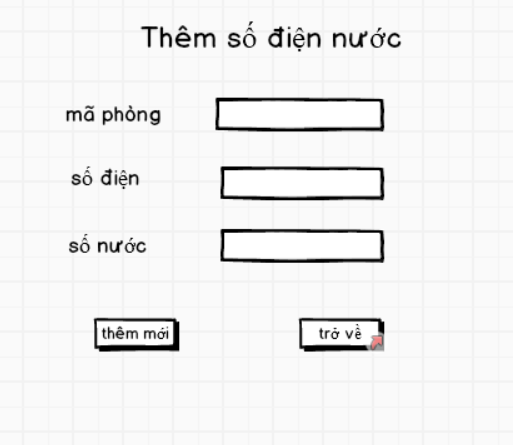 Thêm số điện nước
mã phòng
số điện
số nước
thêm mới
trở về